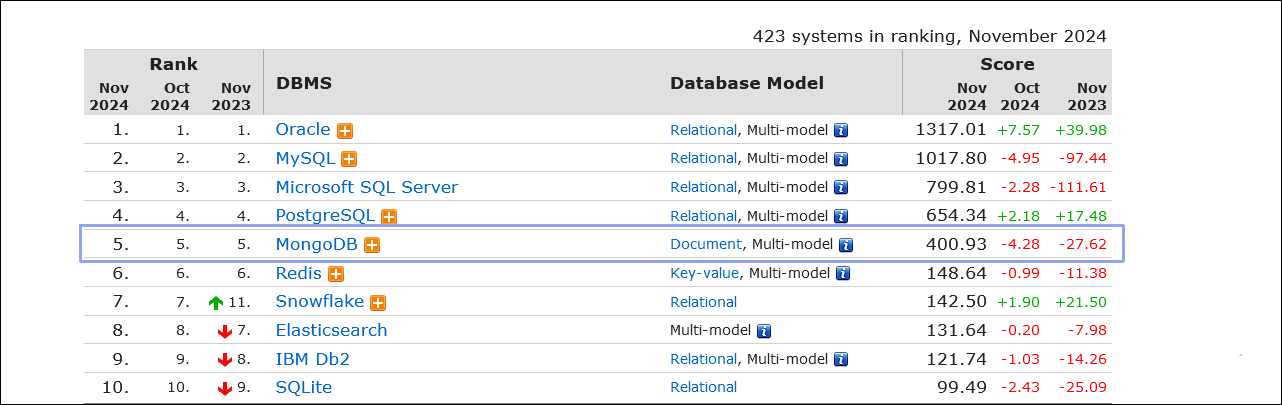 423 systems in ranking, November 2024
Rank DBMS Database Model Score
Nov 2024 Oct 2024 Nov 2023 Nov 2024 Oct 2024 Nov 2023
1. 1. 1. Oracle Relational, Multi-model 1317.01 +7.57 +39.98
2. 2. 2. MySQL Relational, Multi-model 1017.80 -4.95 -97.44
3. 3. 3. Microsoft SQL Server Relational, Multi-model 799.81 -2.28 -111.61
4. 4. 4. PostgreSQL Relational, Multi-model 654.34 +2.18 +17.48
5. 5. 5. MongoDB Document, Multi-model 400.93 -4.28 -27.62
6. 6. 6. Redis Key-value, Multi-model 148.64 -0.99 -11.38
7. 7. 11. Snowflake Relational 142.50 +1.90 +21.50
8. 8. 7. Elasticsearch Multi-model 131.64 -0.20 -7.98
9. 9. 8. IBM Db2 Relational, Multi-model 121.74 -1.03 -14.26
10. 10. 9. SQLite Relational 99.49 -2.43 -25.09